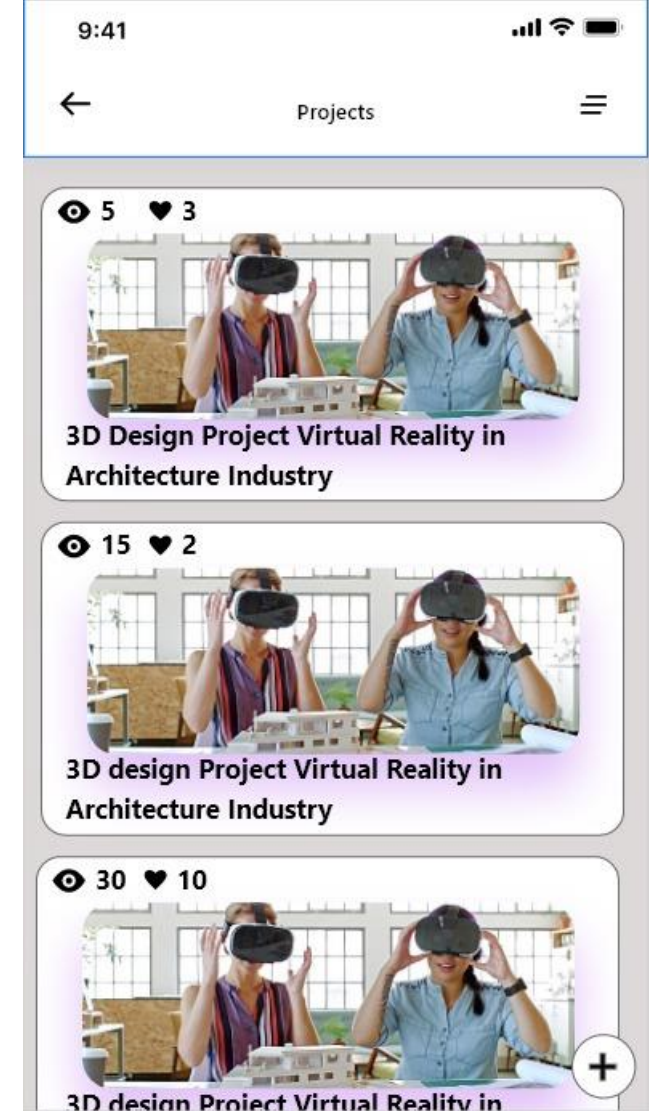 9:41
Projects
5 3
3D Design Project Virtual Reality in
Architecture Industry
15 2
3D design Project Virtual Reality in
Architecture Industry
30 10
3D design Project Virtual Reality in